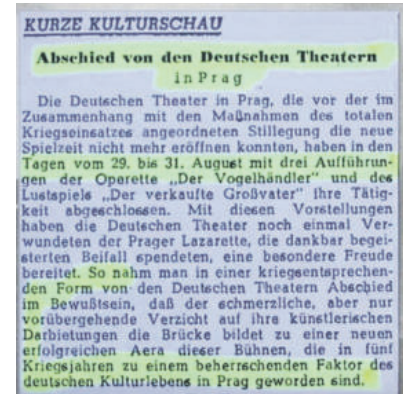 KURZE KULTURSCHAU
Abschied von den Deutschen Theatern
in Prag
Die Deutschen Theater in Prag, die vor der im
Zusammenhang mit den Maßnahmen des totalen
Kriegseinsatzes angeordneten Stillegung die neue
Spielzeit nicht mehr eröffnen konnten, haben in den
Tagen vom 29. bis 31. August mit drei Aufführun-
gen der Operette „Der Vogelhändler" und des
Lustspiels „Der verkaufte Großvater" ihre Tätig-
keit abgeschlossen. Mit diesen Vorstellungen
haben die Deutschen Theater noch einmal Ver-
wundeten der Prager Lazarette, die dankbar begei-
sterten Beifall spendeten, eine besondere Freude
bereitet. So nahm man in einer kriegsentsprechen-
den Form von den Deutschen Theatern Abschied
im Bewußtsein, daß der schmerzliche, aber nur
vorübergehende Verzicht auf ihre künstlerischen
Darbietungen die Brücke bildet zu einer neuen
erfolgreichen Aera dieser Bühnen, die in fünf
Kriegsjahren zu einem beherrschenden Faktor des
deutschen Kulturlebens in Prag geworden sind.